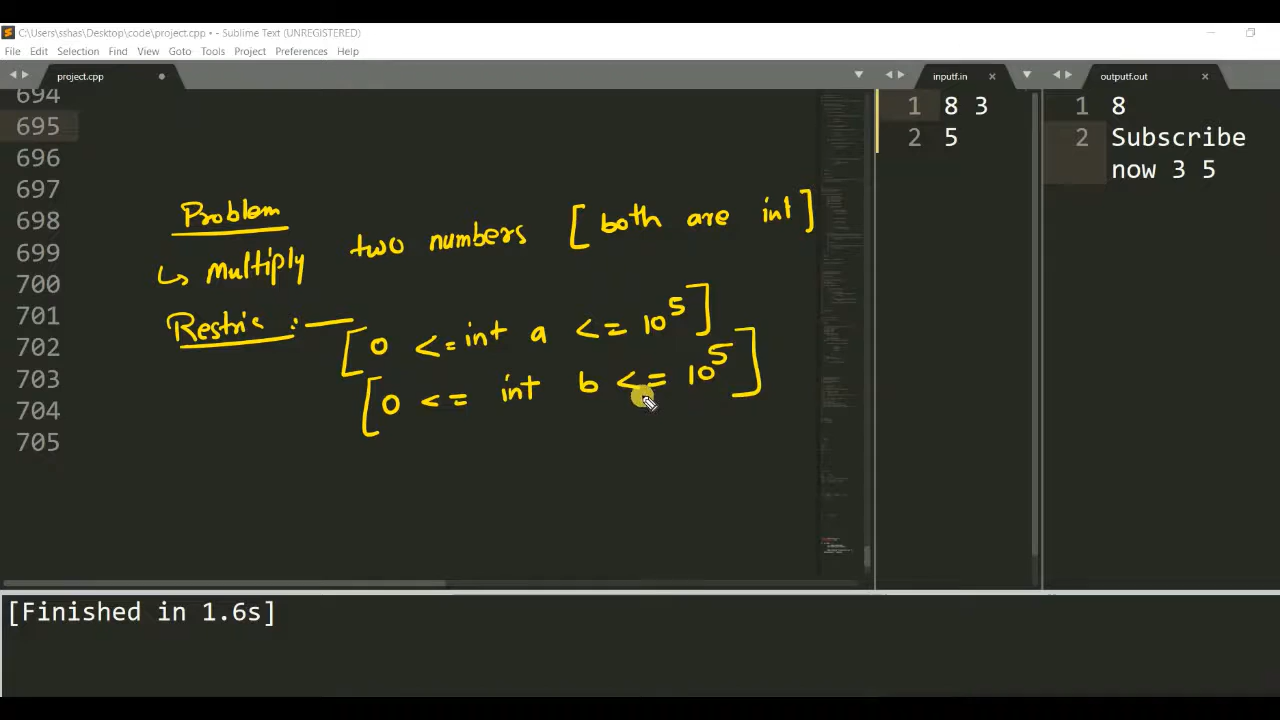 C:\Users\sshas\Desktop\code\project.cpp • - Sublime Text (UNREGISTERED)
File Edit Selection Find View Goto Tools Project Preferences Help
project.cpp
inputf.in
outputf.out
694
695
696
697
698
699
700
701
702
703
704
705
Problem
↳ multiply two numbers [both are int]
Restric :— [0 <= int a <= 10^5]
[0 <= int b <= 10^5]
1 8 3
2 5
1 8
2 Subscribe
now 3 5
[Finished in 1.6s]